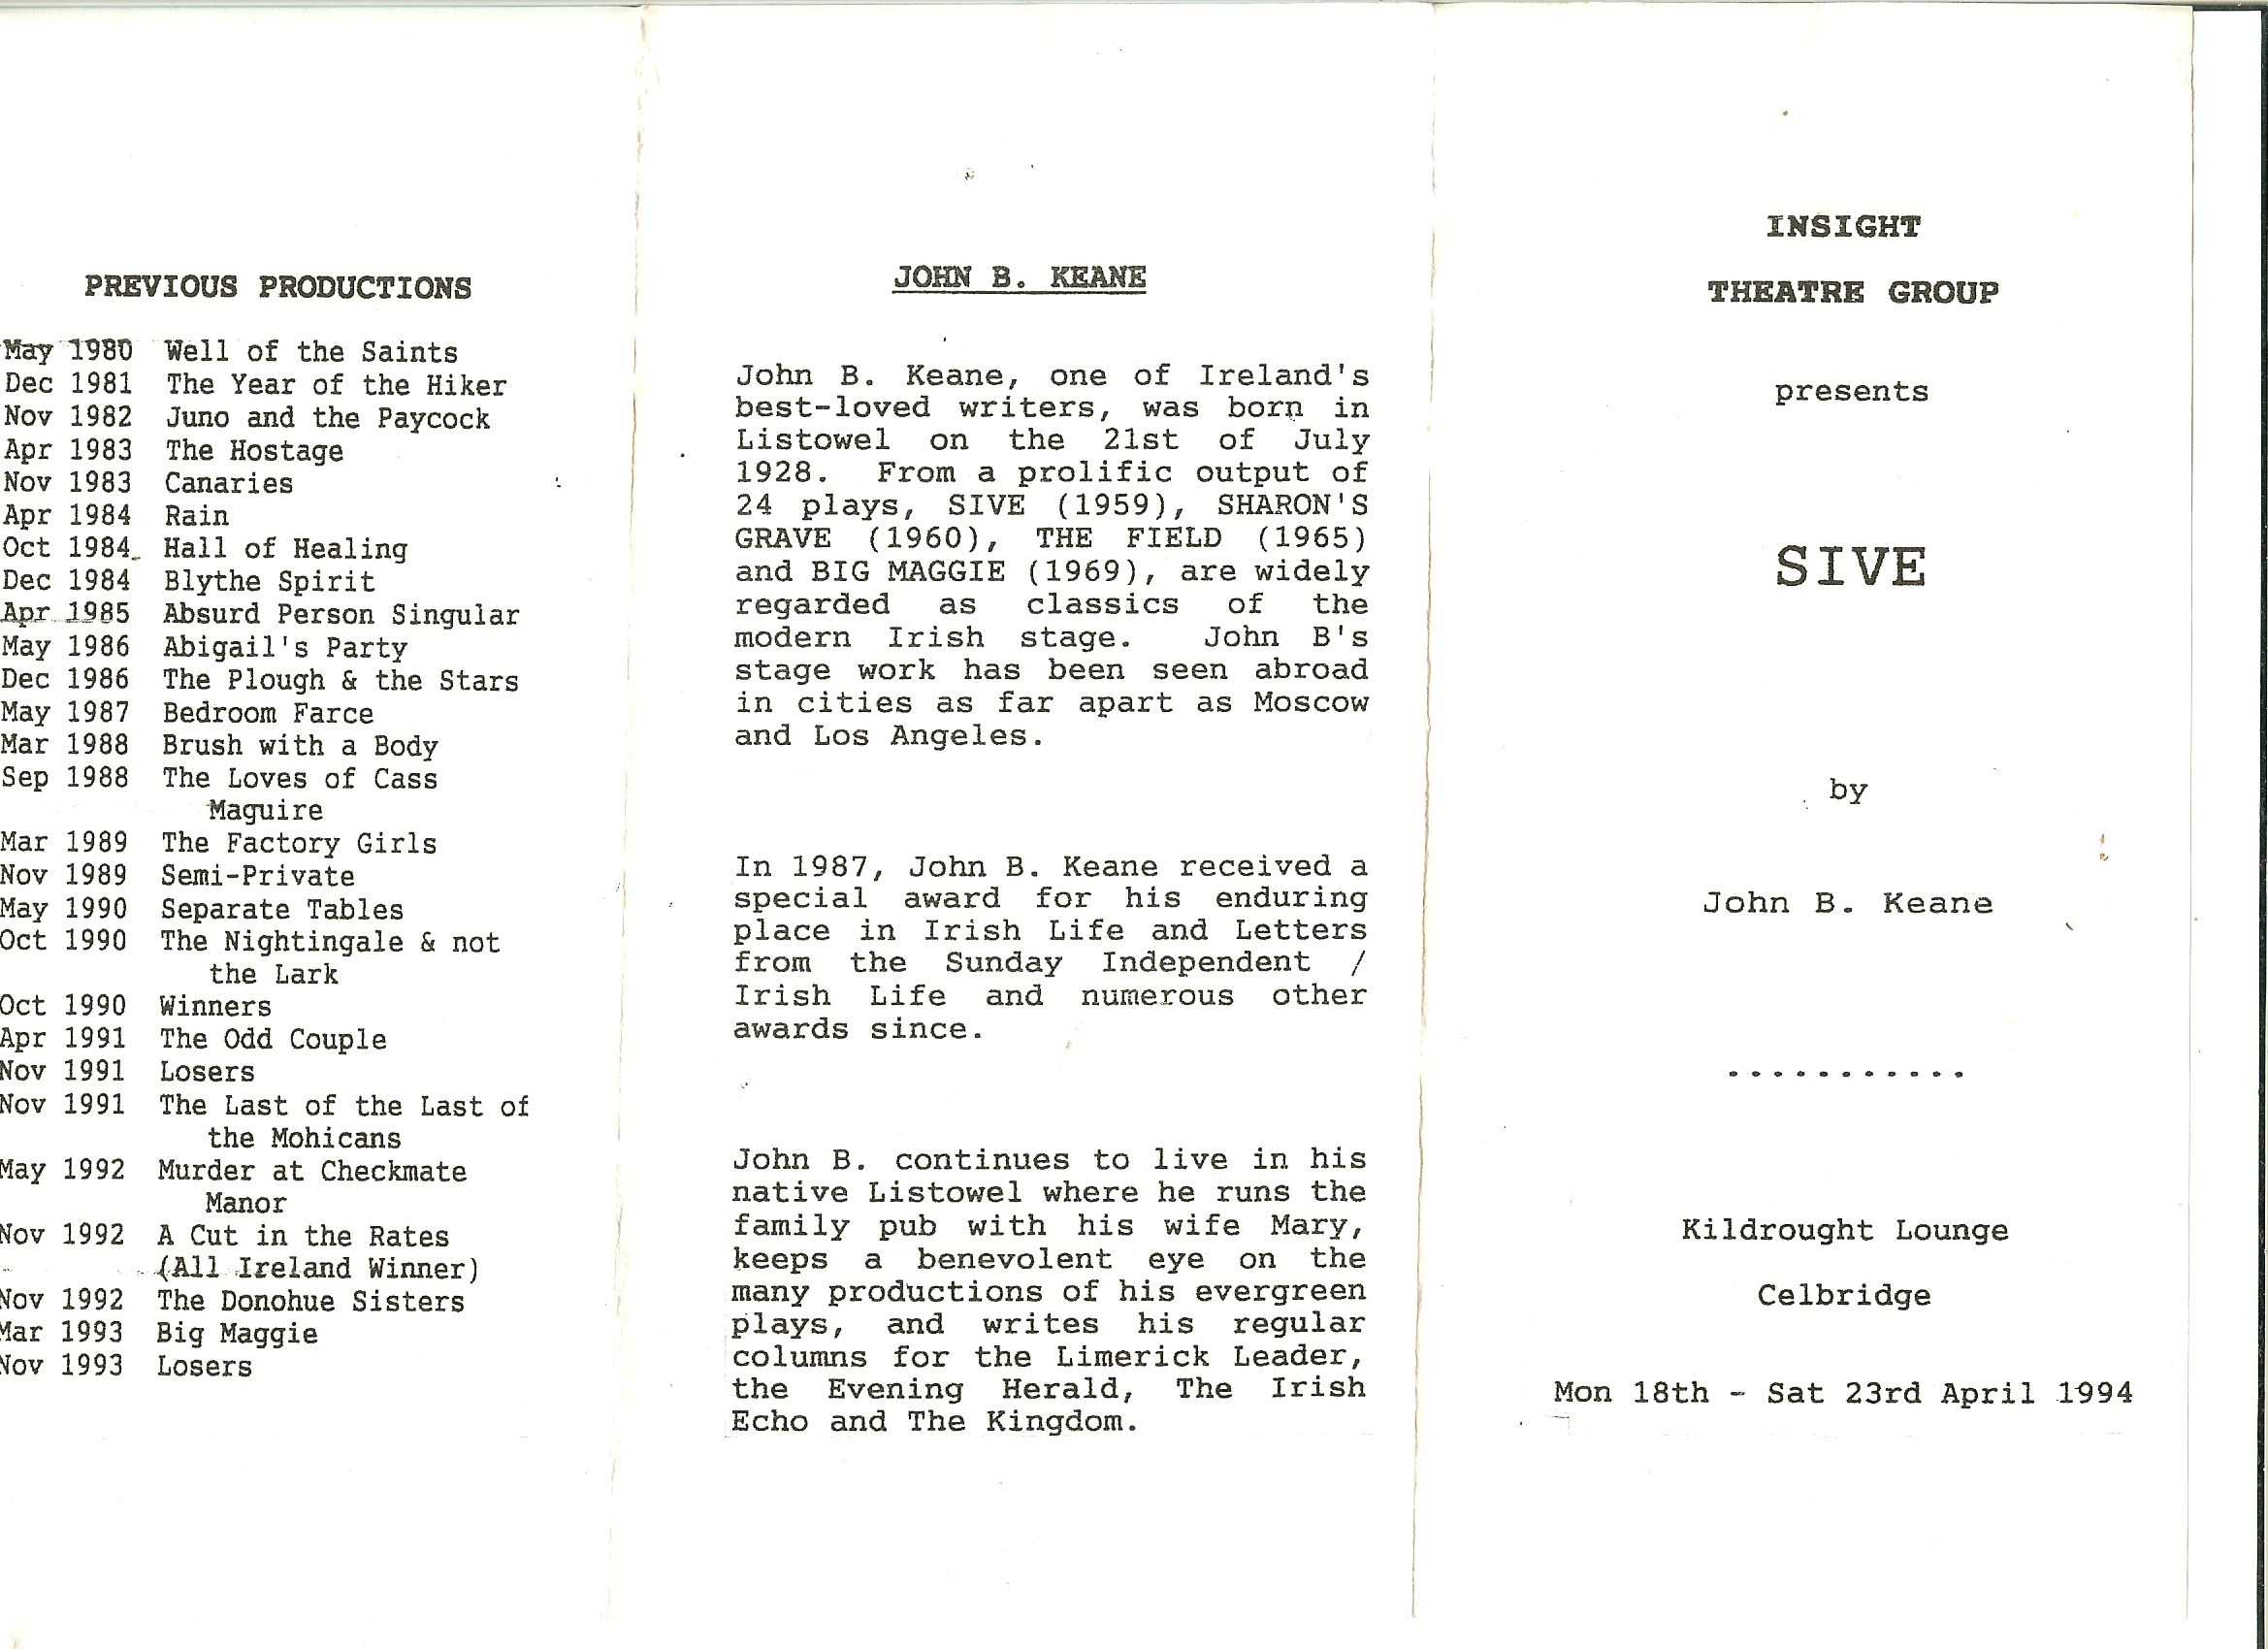 PREVIOUS PRODUCTIONS
May 1980 Well of the Saints
Dec 1981 The Year of the Hiker
Nov 1982 Juno and the Paycock
Apr 1983 The Hostage
Nov 1983 Canaries
Apr 1984 Rain
Oct 1984 Hall of Healing
Dec 1984 Blythe Spirit
Apr 1985 Absurd Person Singular
May 1986 Abigail's Party
Dec 1986 The Plough & the Stars
May 1987 Bedroom Farce
Mar 1988 Brush with a Body
Sep 1988 The Loves of Cass
Maguire
Mar 1989 The Factory Girls
Nov 1989 Semi-Private
May 1990 Separate Tables
Oct 1990 The Nightingale & not
the Lark
Oct 1990 Winners
Apr 1991 The Odd Couple
Nov 1991 Losers
Nov 1991 The Last of the Last of
the Mohicans
May 1992 Murder at Checkmate
Manor
Nov 1992 A Cut in the Rates
(All Ireland Winner)
Nov 1992 The Donohue Sisters
Mar 1993 Big Maggie
Nov 1993 Losers
JOHN B. KEANE
John B. Keane, one of Ireland's
best-loved writers, was born in
Listowel on the 21st of July
1928. From a prolific output of
24 plays, SIVE (1959), SHARON'S
GRAVE (1960), THE FIELD (1965)
and BIG MAGGIE (1969), are widely
regarded as classics of the
modern Irish stage. John B's
stage work has been seen abroad
in cities as far apart as Moscow
and Los Angeles.
In 1987, John B. Keane received a
special award for his enduring
place in Irish Life and Letters
from the Sunday Independent /
Irish Life and numerous other
awards since.
John B. continues to live in his
native Listowel where he runs the
family pub with his wife Mary,
keeps a benevolent eye on the
many productions of his evergreen
plays, and writes his regular
columns for the Limerick Leader,
the Evening Herald, The Irish
Echo and The Kingdom.
INSIGHT
THEATRE GROUP
presents
SIVE
by
John B. Keane
...........
Kildrought Lounge
Celbridge
Mon 18th - Sat 23rd April 1994